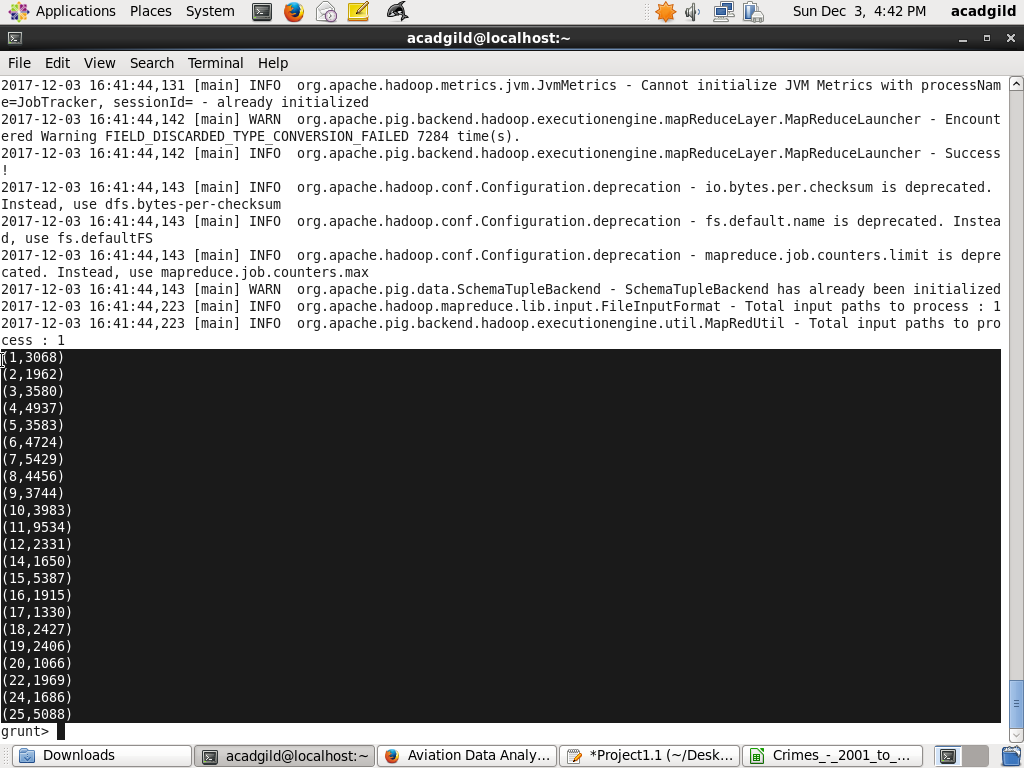 Applications Places System Sun Dec 3, 4:42 PM acadgild
acadgild@localhost:~
File Edit View Search Terminal Help
2017-12-03 16:41:44,131 [main] INFO  org.apache.hadoop.metrics.jvm.JvmMetrics - Cannot initialize JVM Metrics with processNam
e=JobTracker, sessionId= - already initialized
2017-12-03 16:41:44,142 [main] WARN  org.apache.pig.backend.hadoop.executionengine.mapReduceLayer.MapReduceLauncher - Encount
ered Warning FIELD_DISCARDED_TYPE_CONVERSION_FAILED 7284 time(s).
2017-12-03 16:41:44,142 [main] INFO  org.apache.pig.backend.hadoop.executionengine.mapReduceLayer.MapReduceLauncher - Success
!
2017-12-03 16:41:44,143 [main] INFO  org.apache.hadoop.conf.Configuration.deprecation - io.bytes.per.checksum is deprecated.
Instead, use dfs.bytes-per-checksum
2017-12-03 16:41:44,143 [main] INFO  org.apache.hadoop.conf.Configuration.deprecation - fs.default.name is deprecated. Instea
d, use fs.defaultFS
2017-12-03 16:41:44,143 [main] INFO  org.apache.hadoop.conf.Configuration.deprecation - mapreduce.job.counters.limit is depre
cated. Instead, use mapreduce.job.counters.max
2017-12-03 16:41:44,143 [main] WARN  org.apache.pig.data.SchemaTupleBackend - SchemaTupleBackend has already been initialized
2017-12-03 16:41:44,223 [main] INFO  org.apache.hadoop.mapreduce.lib.input.FileInputFormat - Total input paths to process : 1
2017-12-03 16:41:44,223 [main] INFO  org.apache.pig.backend.hadoop.executionengine.util.MapRedUtil - Total input paths to pro
cess : 1
(1,3068)
(2,1962)
(3,3580)
(4,4937)
(5,3583)
(6,4724)
(7,5429)
(8,4456)
(9,3744)
(10,3983)
(11,9534)
(12,2331)
(14,1650)
(15,5387)
(16,1915)
(17,1330)
(18,2427)
(19,2406)
(20,1066)
(22,1969)
(24,1686)
(25,5088)
grunt>
Downloads acadgild@localhost:~ Aviation Data Analy... *Project1.1 (~/Desk... Crimes_-_2001_to_...